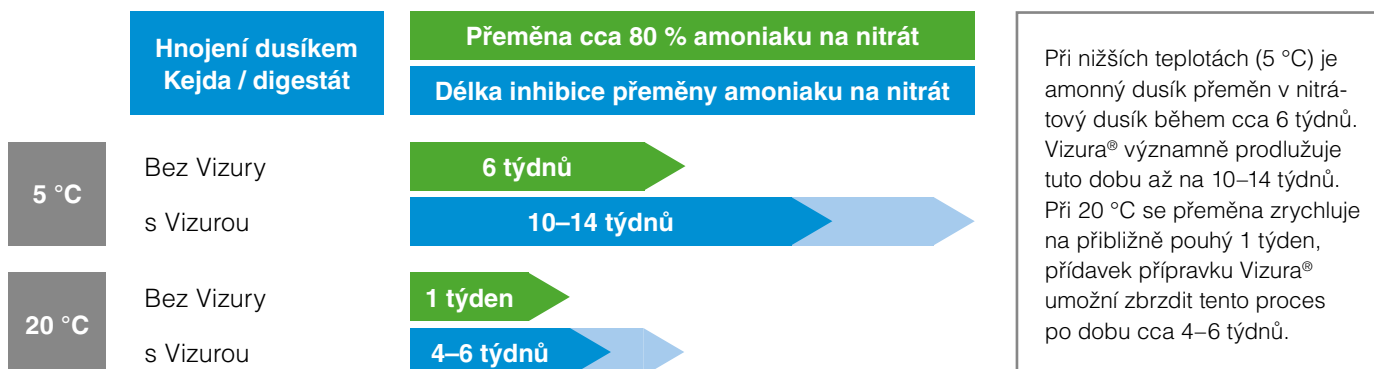 Hnojení dusíkem
Kejda / digestát
Přeměna cca 80 % amoniaku na nitrát
Délka inhibice přeměny amoniaku na nitrát
5 °C
Bez Vizury
6 týdnů
s Vizurou
10–14 týdnů
20 °C
Bez Vizury
1 týden
s Vizurou
4–6 týdnů
Při nižších teplotách (5 °C) je
amonný dusík přeměn v nitrá-
tový dusík během cca 6 týdnů.
Vizura® významně prodlužuje
tuto dobu až na 10–14 týdnů.
Při 20 °C se přeměna zrychluje
na přibližně pouhý 1 týden,
přídavek přípravku Vizura®
umožní zbrzdit tento proces
po dobu cca 4–6 týdnů.